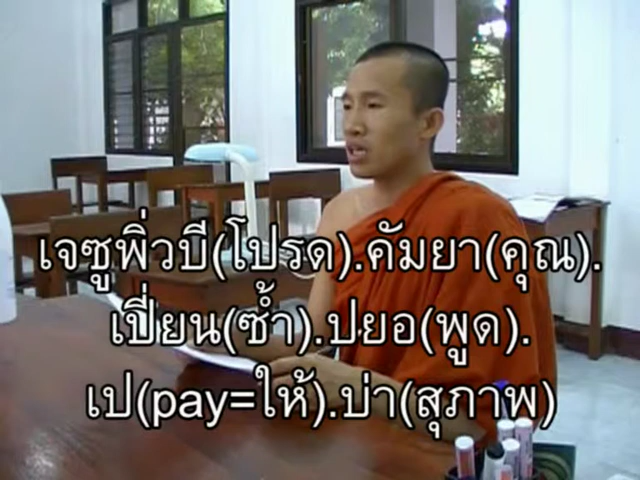 เจซูพิ่วบี(โปรด).คัมยา(คุณ).
เปี่ยน(ซ้ำ).ปยอ(พูด).
เป(pay=ให้).บ่า(สุภาพ)